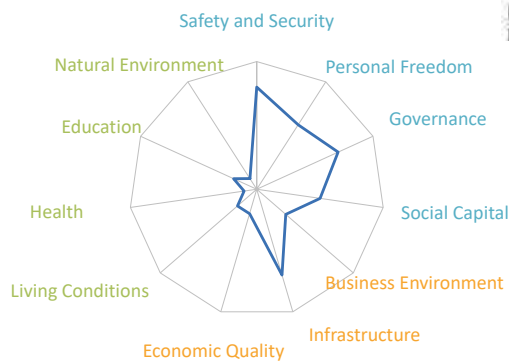 Safety and Security
Natural Environment
Personal Freedom
Education
Governance
Health
Social Capital
Living Conditions
Business Environment
Economic Quality
Infrastructure